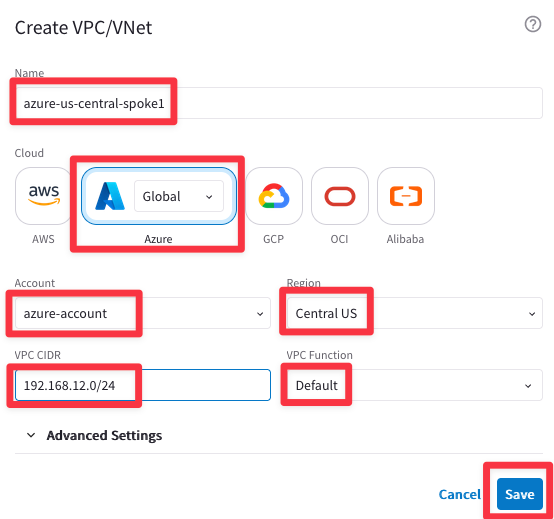 Create VPC/VNet
?
Name
azure-us-central-spoke1
Cloud
aws
Global
AWS
Azure
GCP
OCI
Alibaba
Account
Region
azure-account
Central US
VPC CIDR
VPC Function
192.168.12.0/24
Default
Advanced Settings
Cancel
Save